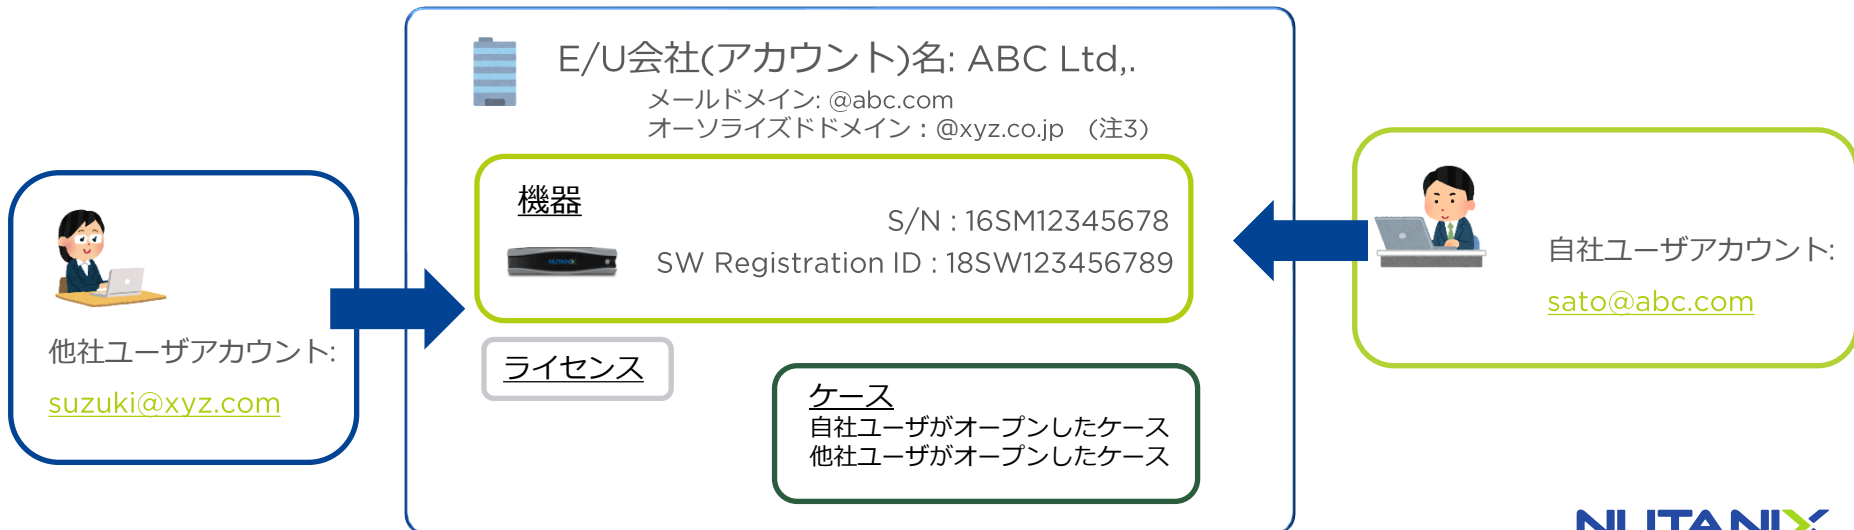 E/U会社(アカウント)名: ABC Ltd,.
メールドメイン: @abc.com
オーソライズドドメイン：@xyz.co.jp （注3）
機器
S/N : 16SM12345678
NUTANIX
SW Registration ID : 18SW123456789
自社ユーザアカウント:
sato@abc.com
他社ユーザアカウント:
suzuki@xyz.com
ライセンス
ケース
自社ユーザがオープンしたケース
他社ユーザがオープンしたケース
NUTANIX